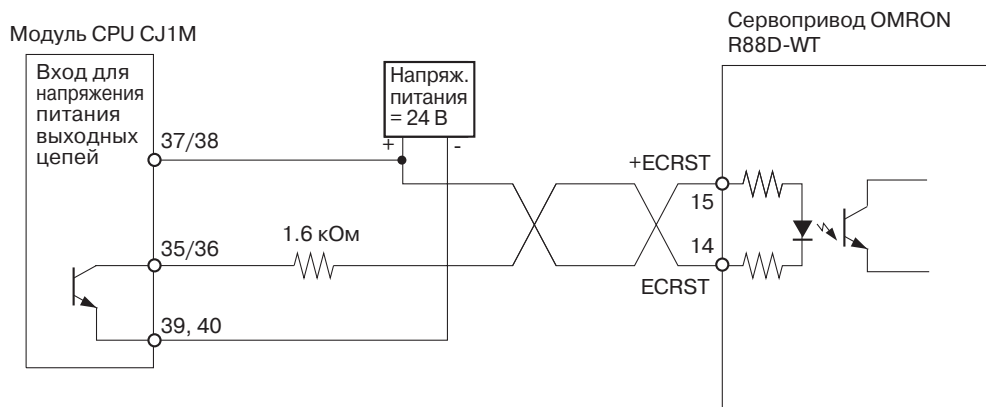 Модуль CPU CJ1M
Сервопривод OMRON
R88D-WT
Вход для
напряжения
питания
выходных
цепей
Напряж.
питания
= 24 В
+
-
37/38
+ECRST
15
35/36
1.6 кОм
14
ECRST
39, 40